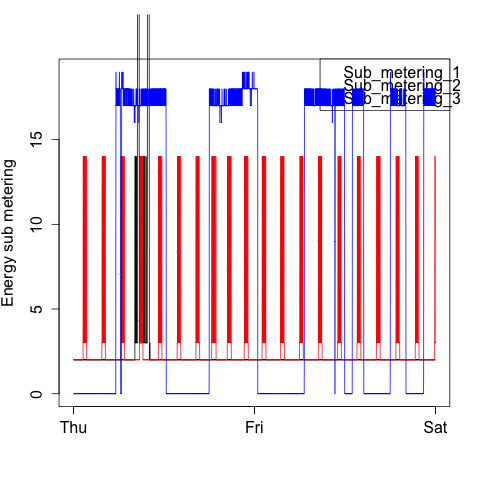 Sub_metering_1
Sub_metering_2
Sub_metering_3
Energy sub metering
15
10
5
0
Thu Fri Sat